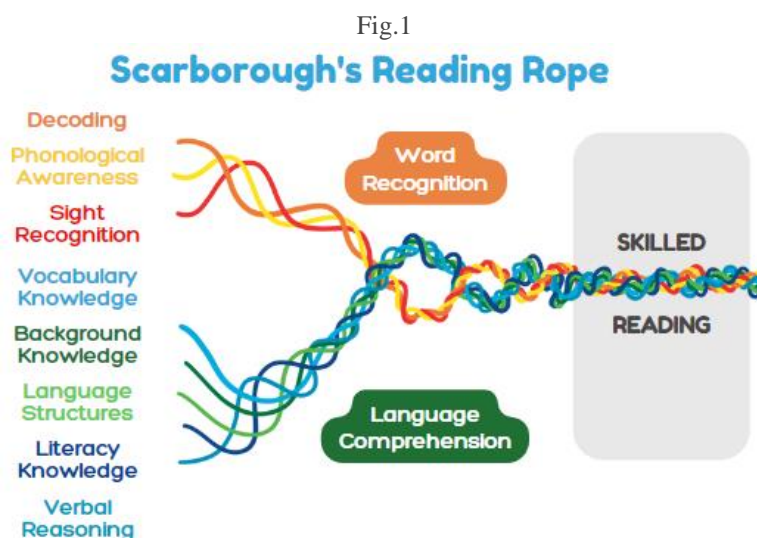 Fig.1
Scarborough's Reading Rope
Decoding
Phonological
Awareness
Sight
Recognition
Vocabulary
Knowledge
Background
Knowledge
Language
Structures
Literacy
Knowledge
Verbal
Reasoning
Word
Recognition
Language
Comprehension
SKILLED
READING